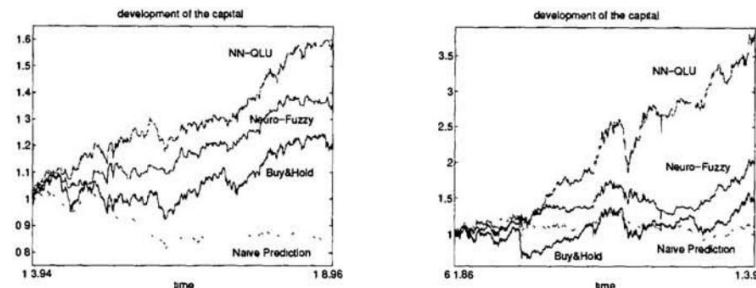 development of the capital
1.6
1.5
1.4
1.3
1.2
1.1
1
0.9
0.8
NN-QLU
Neuro-Fuzzy
Buy&Hold
Naive Prediction
1 3.94
1 8.96
time
development of the capital
3.5
3
2.5
2
1.5
1
NN-QLU
Neuro-Fuzzy
Naive Prediction
Buy&Hold
6 1.86
1.3.9
time